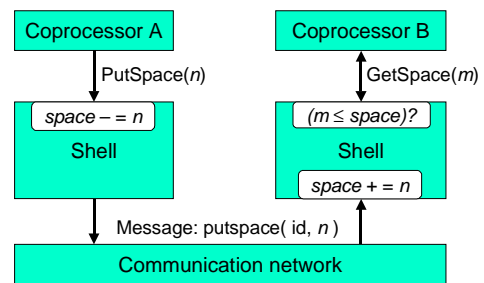 Coprocessor A
Coprocessor B
PutSpace(n)
GetSpace(m)
space – = n
(m ≤ space)?
Shell
Shell
space + = n
Message: putspace( id, n )
Communication network